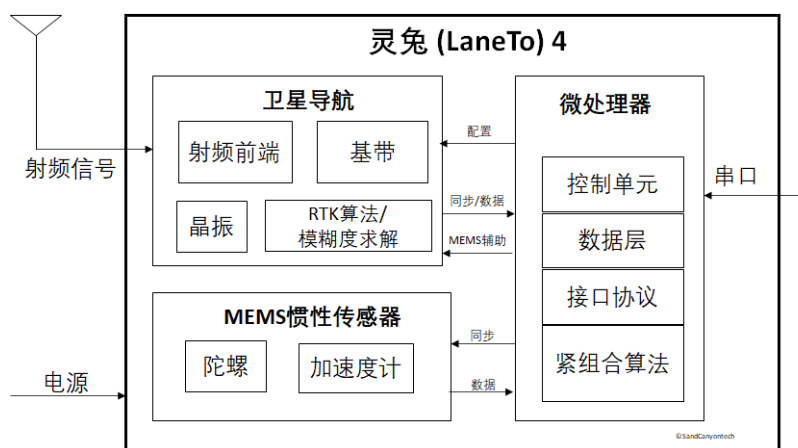 灵兔 (LaneTo) 4
卫星导航
射频前端
基带
晶振
RTK算法/
模糊度求解
射频信号
配置
同步/数据
MEMS辅助
微处理器
控制单元
数据层
接口协议
紧组合算法
串口
MEMS惯性传感器
陀螺
加速度计
同步
数据
电源
©SandCanyontech